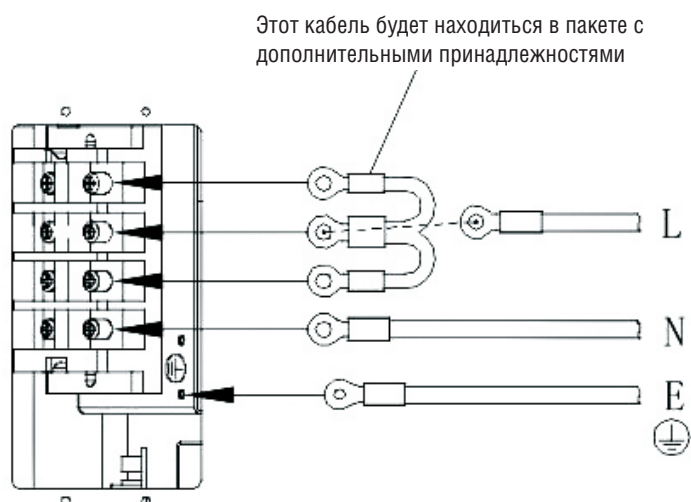 Этот кабель будет находиться в пакете с
дополнительными принадлежностями
L
N
E